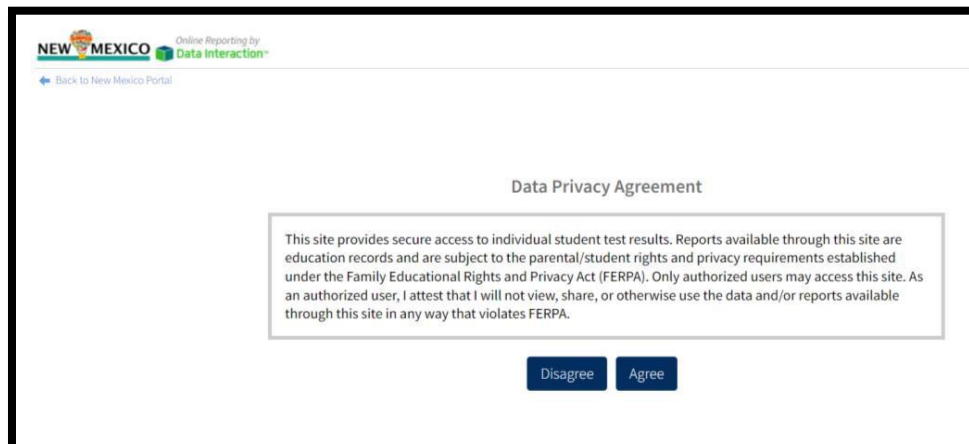 NEW MEXICO
Online Reporting by
Data Interaction™
Back to New Mexico Portal
Data Privacy Agreement
This site provides secure access to individual student test results. Reports available through this site are
education records and are subject to the parental/student rights and privacy requirements established
under the Family Educational Rights and Privacy Act (FERPA). Only authorized users may access this site. As
an authorized user, I attest that I will not view, share, or otherwise use the data and/or reports available
through this site in any way that violates FERPA.
Disagree Agree